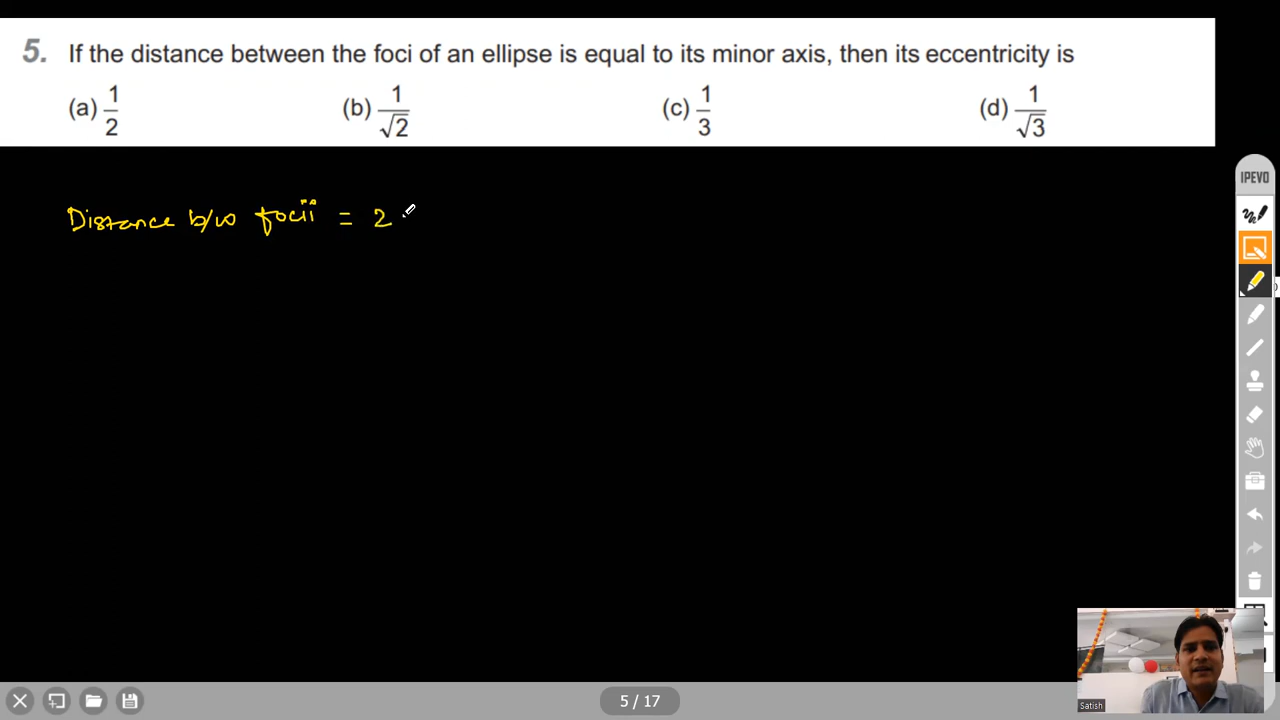 5. If the distance between the foci of an ellipse is equal to its minor axis, then its eccentricity is
(a) 1/2 (b) 1/√2 (c) 1/3 (d) 1/√3
IPEVO
Distance b/w focii = 2
5 / 17
Satish